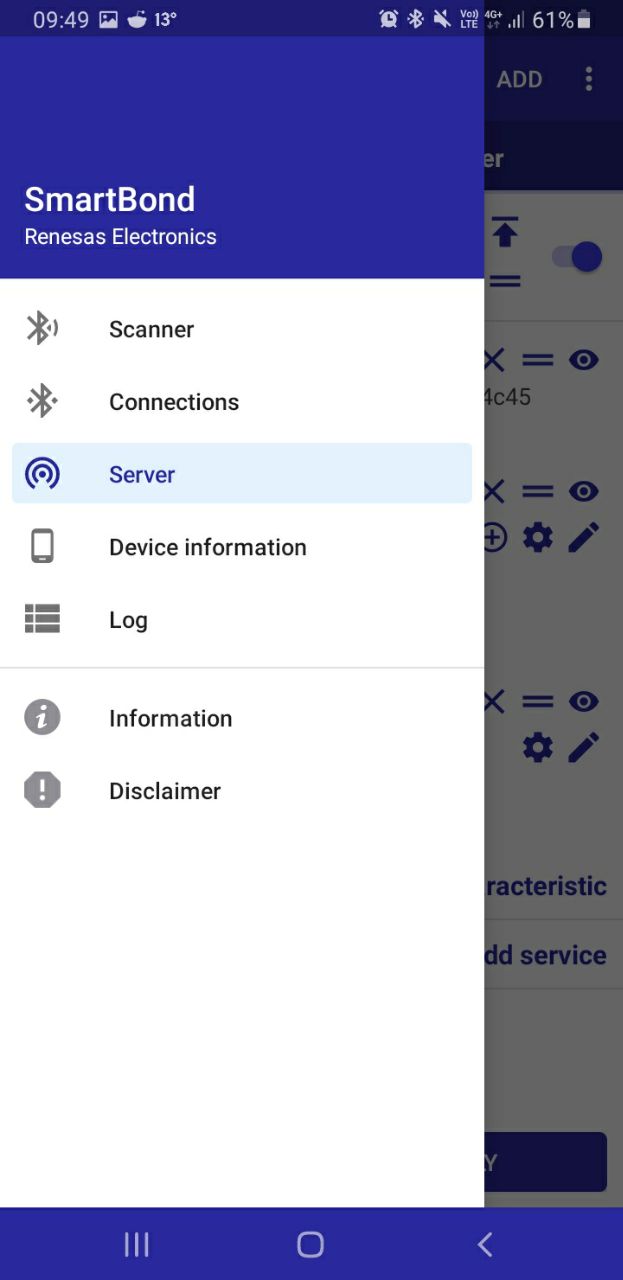 09:49 13° Vo)) LTE 4G+ 61%
ADD
er
SmartBond
Renesas Electronics
Scanner
Connections
4c45
Server
Device information
Log
Information
Disclaimer
racteristic
dd service
LY